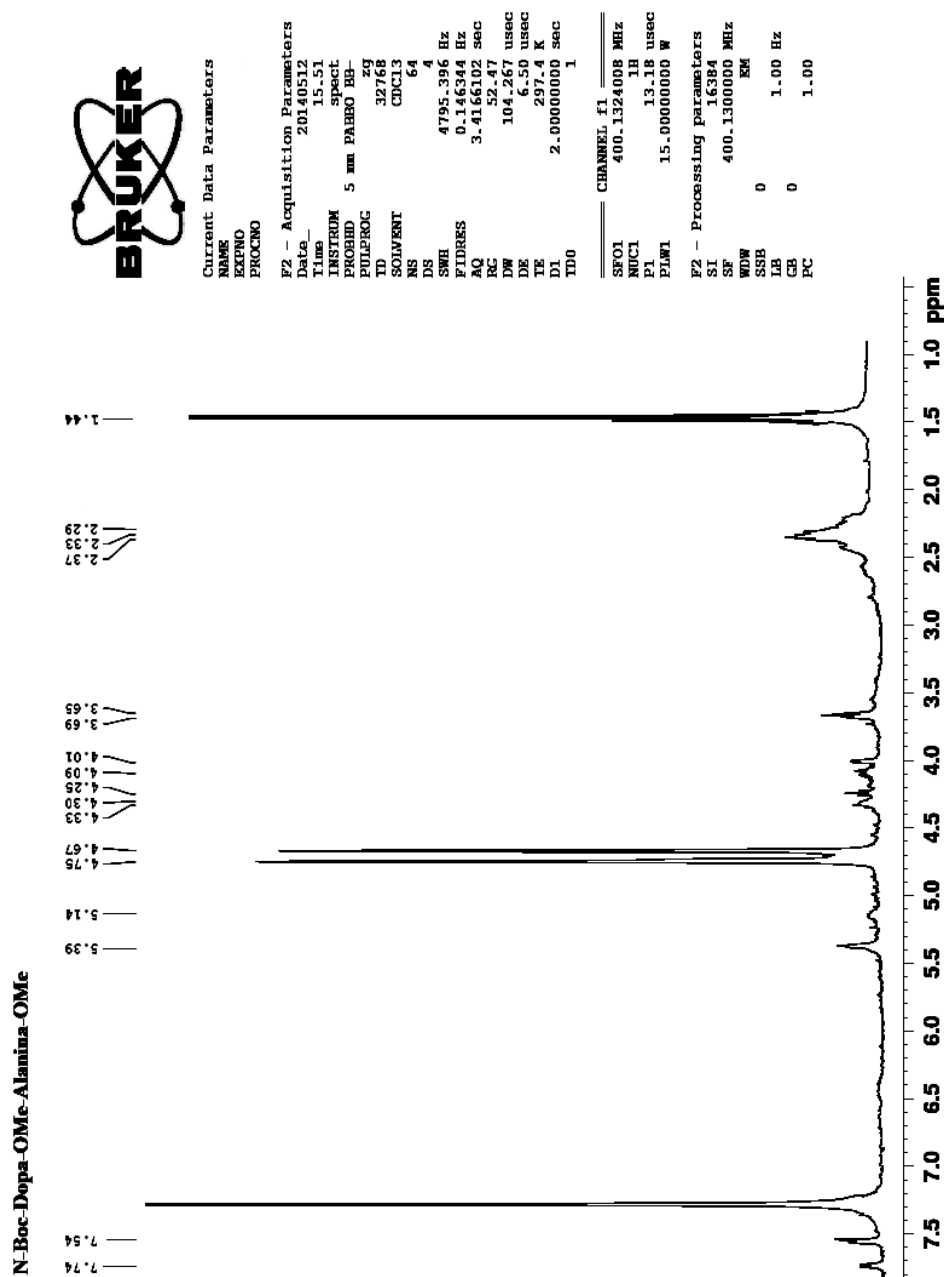 N-Boc-Dopa-OMe-Alanina-OMe
7.74
7.54
5.39
5.14
4.75
4.67
4.33
4.30
4.25
4.09
4.01
3.69
3.65
2.37
2.33
2.29
1.44
BRUKER
Current Data Parameters
NAME
EXPNO
PROCNO
F2 - Acquisition Parameters
Date_ 20140512
Time 15.51
INSTRUM spect
PROBHD 5 mm PABBO BB-
PULPROG zg
TD 32768
SOLVENT CDCl3
NS 64
DS 4
SWH 4795.396 Hz
FIDRES 0.146344 Hz
AQ 3.4166102 sec
RG 52.47
DW 104.267 usec
DE 6.50 usec
TE 297.4 K
D1 2.00000000 sec
TD0 1
======== CHANNEL f1 ========
SFO1 400.1324008 MHz
NUC1 1H
P1 13.18 usec
PLW1 15.00000000 W
F2 - Processing parameters
SI 16384
SF 400.1300000 MHz
WDW EM
SSB 0
LB 1.00 Hz
GB 0
PC 1.00
7.5 7.0 6.5 6.0 5.5 5.0 4.5 4.0 3.5 3.0 2.5 2.0 1.5 1.0 ppm